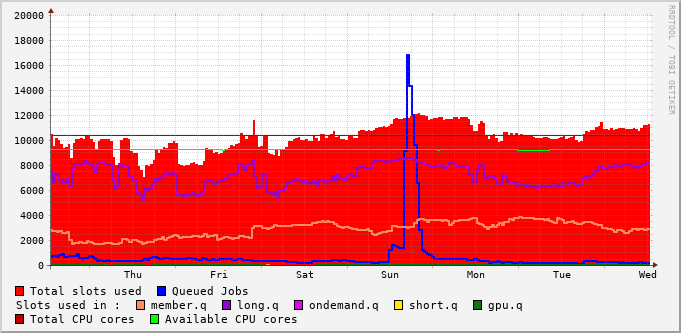 20000
18000
16000
14000
12000
10000
8000
6000
4000
2000
0
Thu Fri Sat Sun Mon Tue Wed
Total slots used Queued Jobs
Slots used in : member.q long.q ondemand.q short.q gpu.q
Total CPU cores Available CPU cores
RRDTOOL / TOBI OETIKER